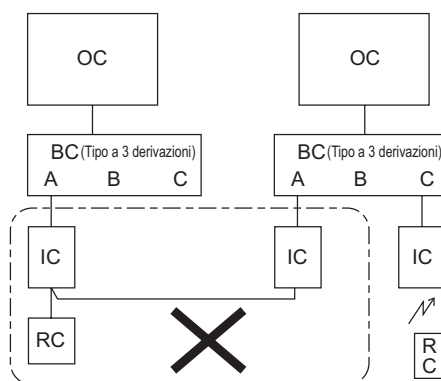 OC
OC
BC (Tipo a 3 derivazioni)
A B C
BC (Tipo a 3 derivazioni)
A B C
IC
IC
IC
RC
R
C